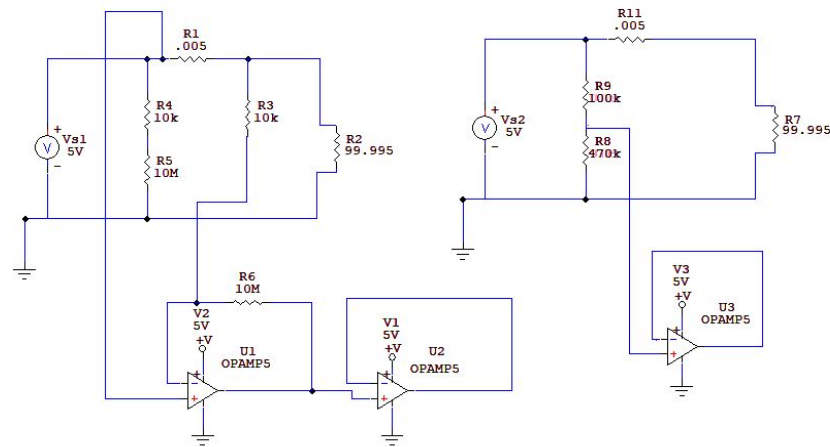 R1
.005
R4
10k
R3
10k
Vs1
5V
R5
10M
R2
99.995
R6
10M
V2
5V
+V
U1
OPAMP5
V1
5V
+V
U2
OPAMP5
R11
.005
R9
100k
Vs2
5V
R8
470k
R7
99.995
V3
5V
+V
U3
OPAMP5